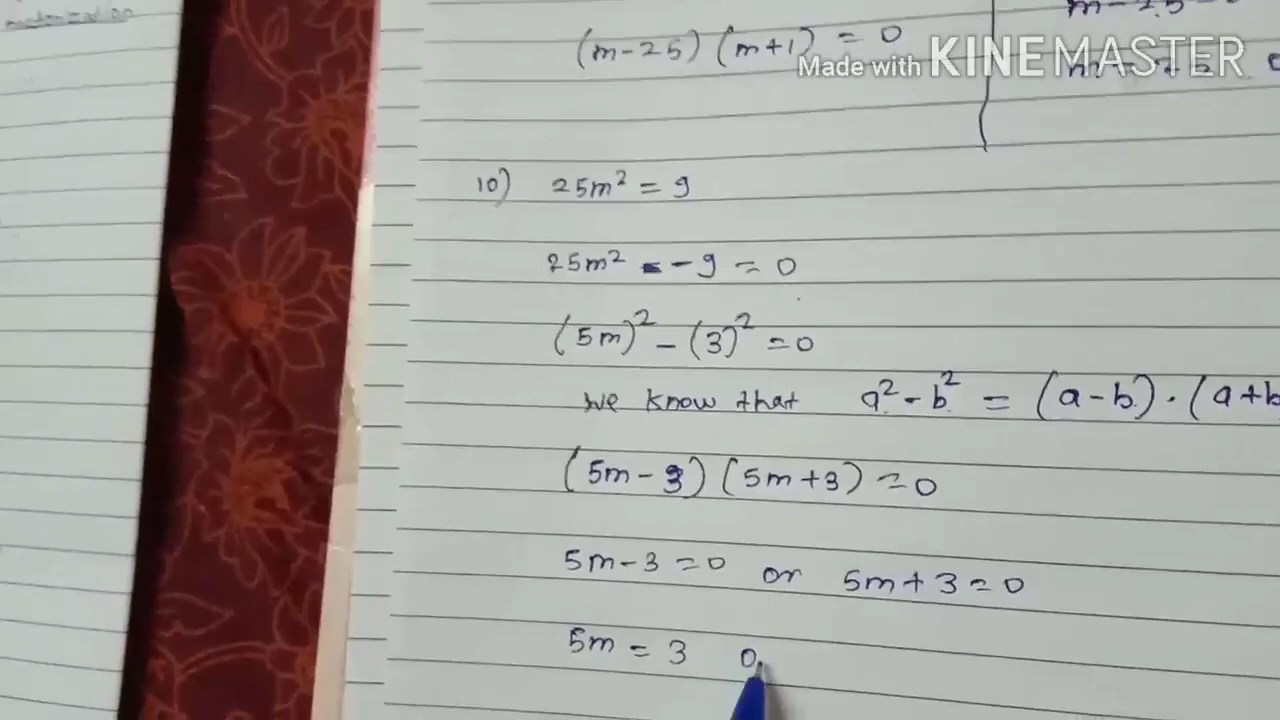 (m-25) (m+1) = 0
Made with KINEMASTER
10) 25m² = 9
25m² - 9 = 0
(5m)² - (3)² = 0
we know that a² - b² = (a - b) . (a + b
(5m - 3) (5m + 3) = 0
5m - 3 = 0 or 5m + 3 = 0
5m = 3 o